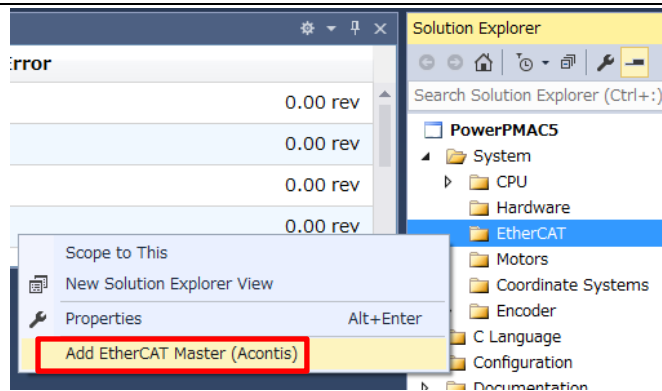 Error
0.00 rev
0.00 rev
0.00 rev
0.00 rev
Scope to This
New Solution Explorer View
Properties Alt+Enter
Add EtherCAT Master (Acontis)
Solution Explorer
Search Solution Explorer (Ctrl+:)
PowerPMAC5
System
CPU
Hardware
EtherCAT
Motors
Coordinate Systems
Encoder
C Language
Configuration
Documentation